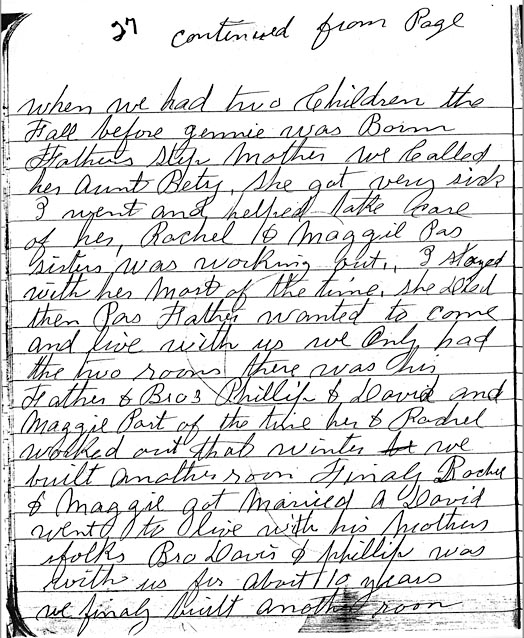 27 continued from Page
when we had two Children the
Fall before gennie was Born
Fathers step Mother we Called
her Aunt Betsy. She got very sick
I went and helped take care
of her, Rachel & Maggie Pas
sisters was working out., I stayed
with her most of the time. she Died
then Pas Father wanted to come
and live with us we Only had
the two rooms there was his
Father & Bros Phillip & David and
Maggie Part of the time her & Rachel
worked out that winter we
built another room Finaly Rachel
& Maggie got Married & David
went to live with his Mothers
folks Bro Davis & phillip was
with us for about 10 years
we finaly built another room